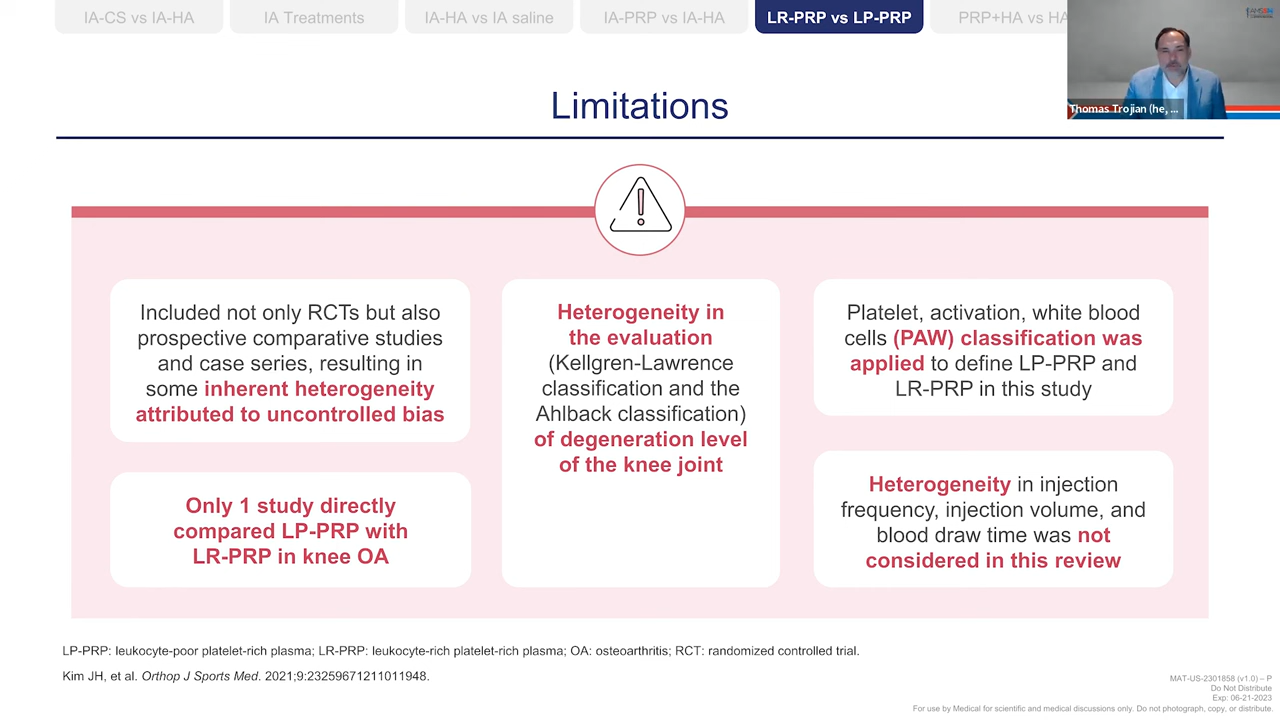 IA-CS vs IA-HA
IA Treatments
IA-HA vs IA saline
IA-PRP vs IA-HA
LR-PRP vs LP-PRP
PRP+HA vs HA
Thomas Trojian (he, ...
Limitations
Included not only RCTs but also
prospective comparative studies
and case series, resulting in
some inherent heterogeneity
attributed to uncontrolled bias
Only 1 study directly
compared LP-PRP with
LR-PRP in knee OA
Heterogeneity in
the evaluation
(Kellgren-Lawrence
classification and the
Ahlback classification)
of degeneration level
of the knee joint
Platelet, activation, white blood
cells (PAW) classification was
applied to define LP-PRP and
LR-PRP in this study
Heterogeneity in injection
frequency, injection volume, and
blood draw time was not
considered in this review
LP-PRP: leukocyte-poor platelet-rich plasma; LR-PRP: leukocyte-rich platelet-rich plasma; OA: osteoarthritis; RCT: randomized controlled trial.
Kim JH, et al. Orthop J Sports Med. 2021;9:23259671211011948.
MAT-US-2301858 (v1.0) – P
Do Not Distribute
Exp: 06-21-2023
For use by Medical for scientific and medical discussions only. Do not photograph, copy, or distribute.